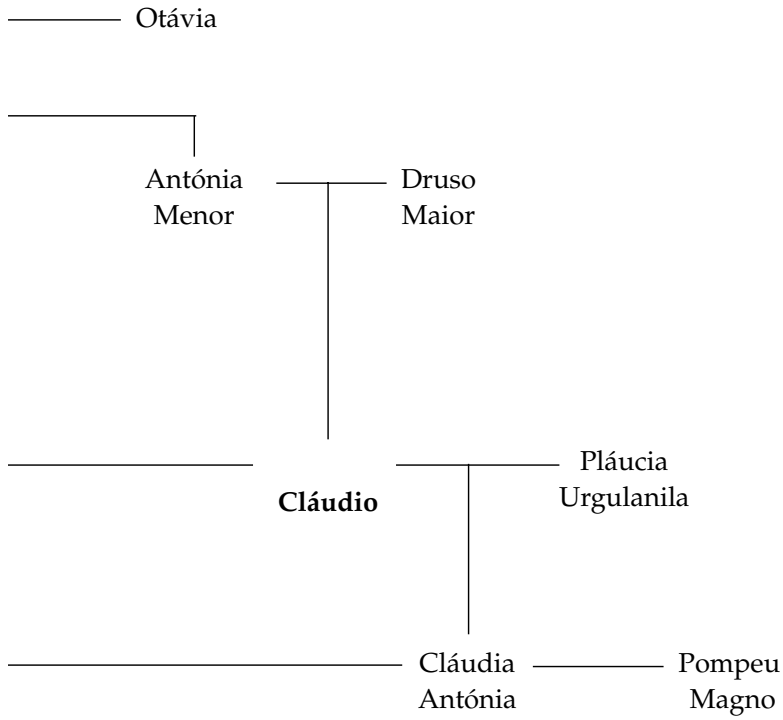 Otávia
Antónia
Menor
Druso
Maior
Cláudio
Pláucia
Urgulanila
Cláudia
Antónia
Pompeu
Magno